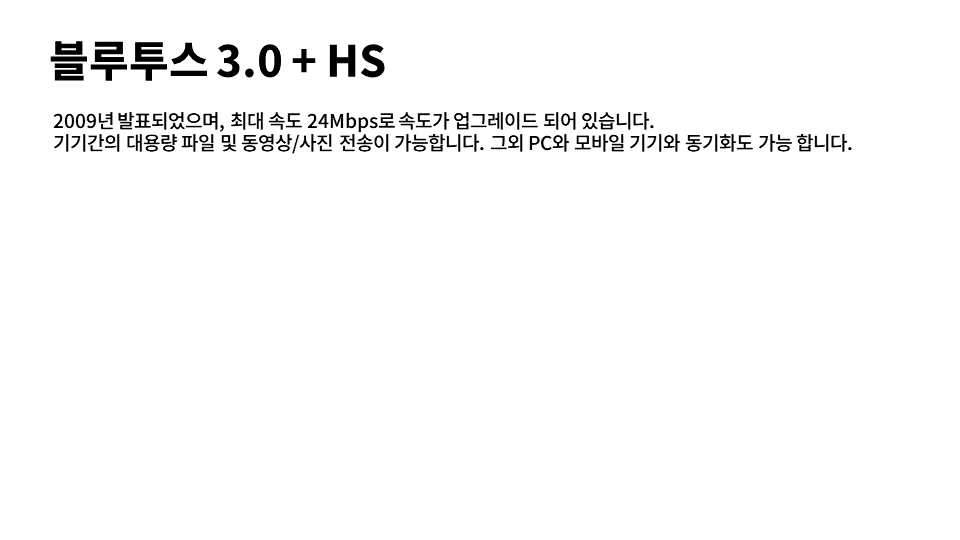 블루투스 3.0 + HS
2009년 발표되었으며, 최대 속도 24Mbps로 속도가 업그레이드 되어 있습니다.
기기간의 대용량 파일 및 동영상/사진 전송이 가능합니다. 그외 PC와 모바일 기기와 동기화도 가능 합니다.